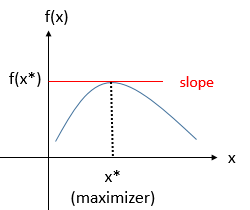 f(x)
f(x*)
slope
x
x*
(maximizer)